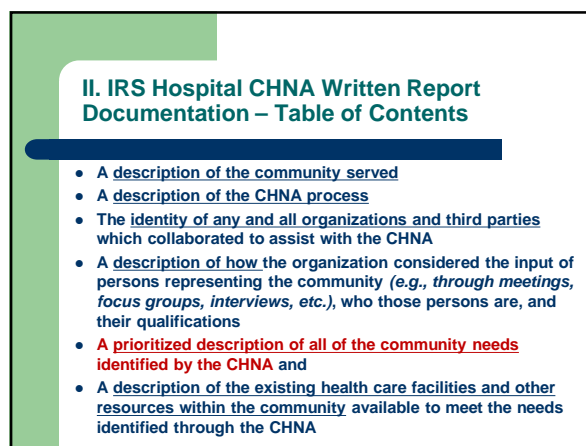 II. IRS Hospital CHNA Written Report
Documentation – Table of Contents
● A description of the community served
● A description of the CHNA process
● The identity of any and all organizations and third parties
which collaborated to assist with the CHNA
● A description of how the organization considered the input of
persons representing the community (e.g., through meetings,
focus groups, interviews, etc.), who those persons are, and
their qualifications
● A prioritized description of all of the community needs
identified by the CHNA and
● A description of the existing health care facilities and other
resources within the community available to meet the needs
identified through the CHNA